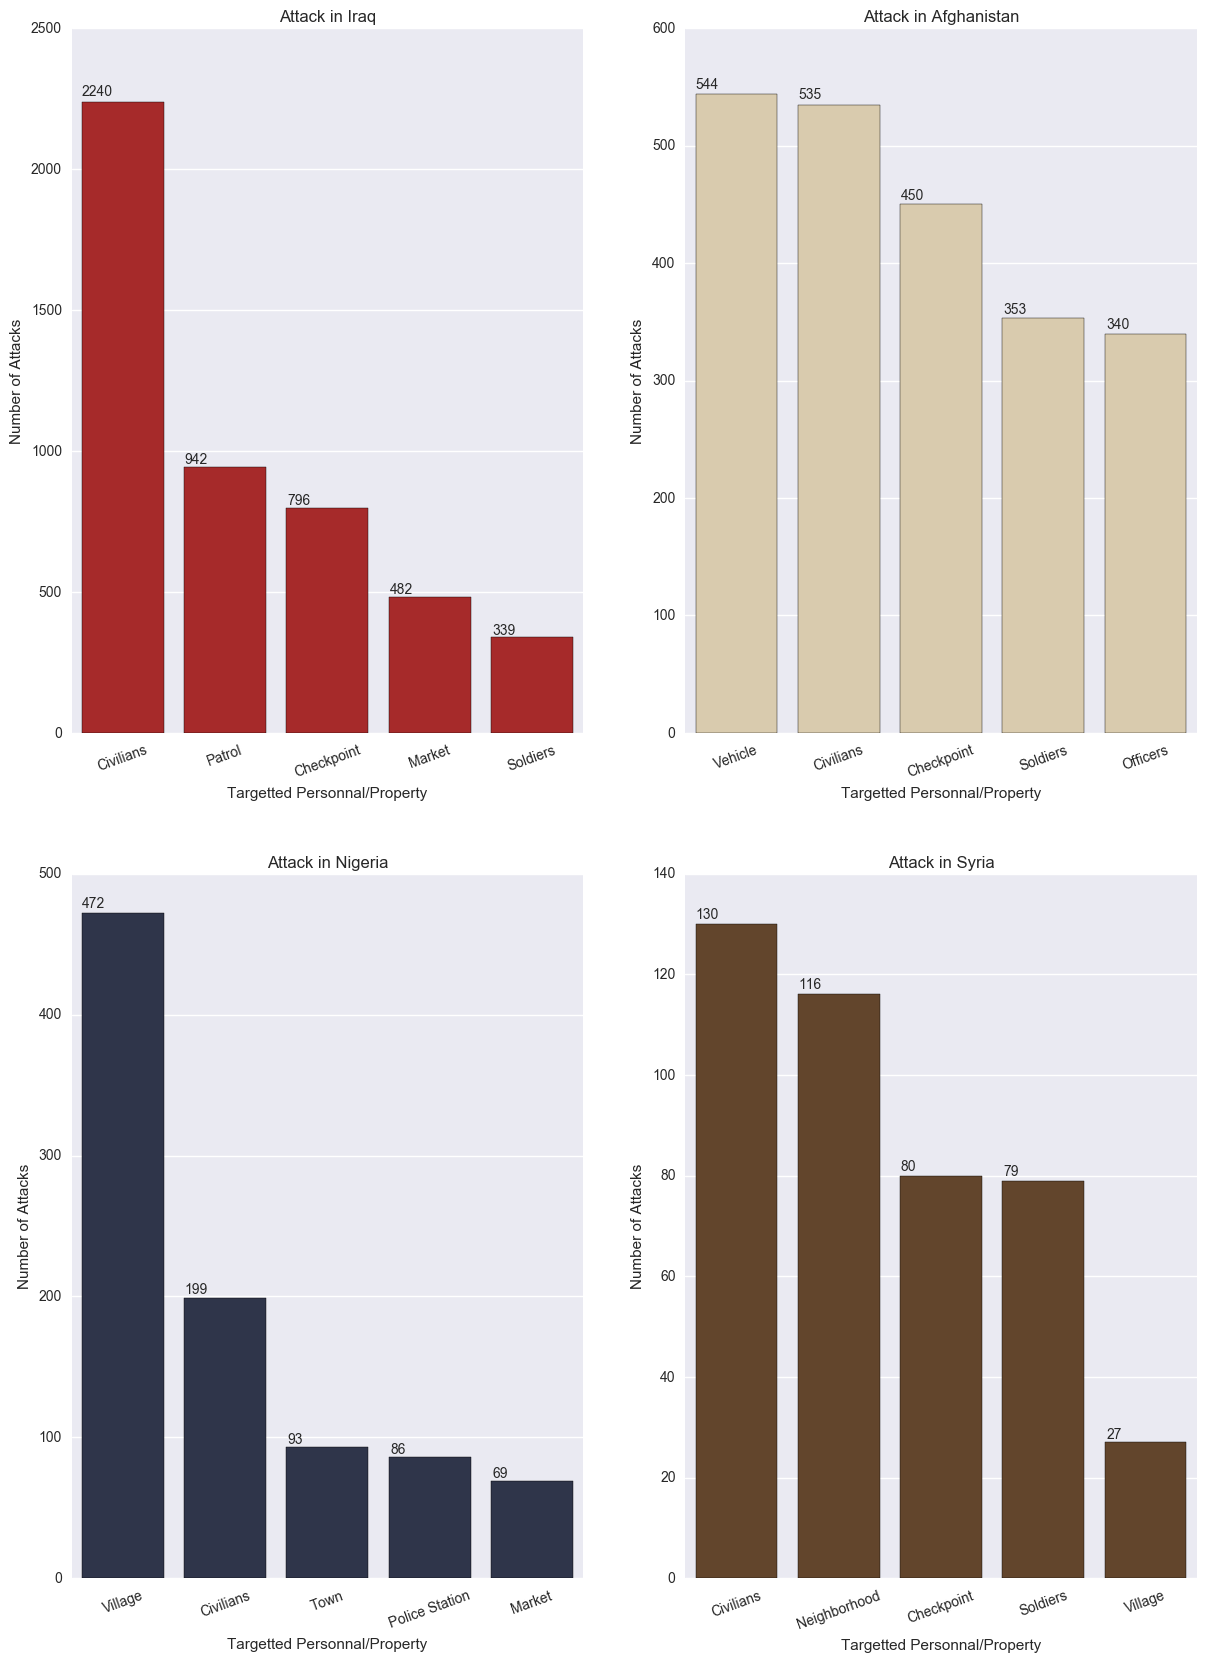 Attack in Iraq
2500
2000
1500
1000
500
0
Number of Attacks
2240
942
796
482
339
Civilians
Patrol
Checkpoint
Market
Soldiers
Targetted Personnal/Property
Attack in Afghanistan
600
500
400
300
200
100
0
Number of Attacks
544
535
450
353
340
Vehicle
Civilians
Checkpoint
Soldiers
Officers
Targetted Personnal/Property
Attack in Nigeria
500
400
300
200
100
0
Number of Attacks
472
199
93
86
69
Village
Civilians
Town
Police Station
Market
Targetted Personnal/Property
Attack in Syria
140
120
100
80
60
40
20
0
Number of Attacks
130
116
80
79
27
Civilians
Neighborhood
Checkpoint
Soldiers
Village
Targetted Personnal/Property